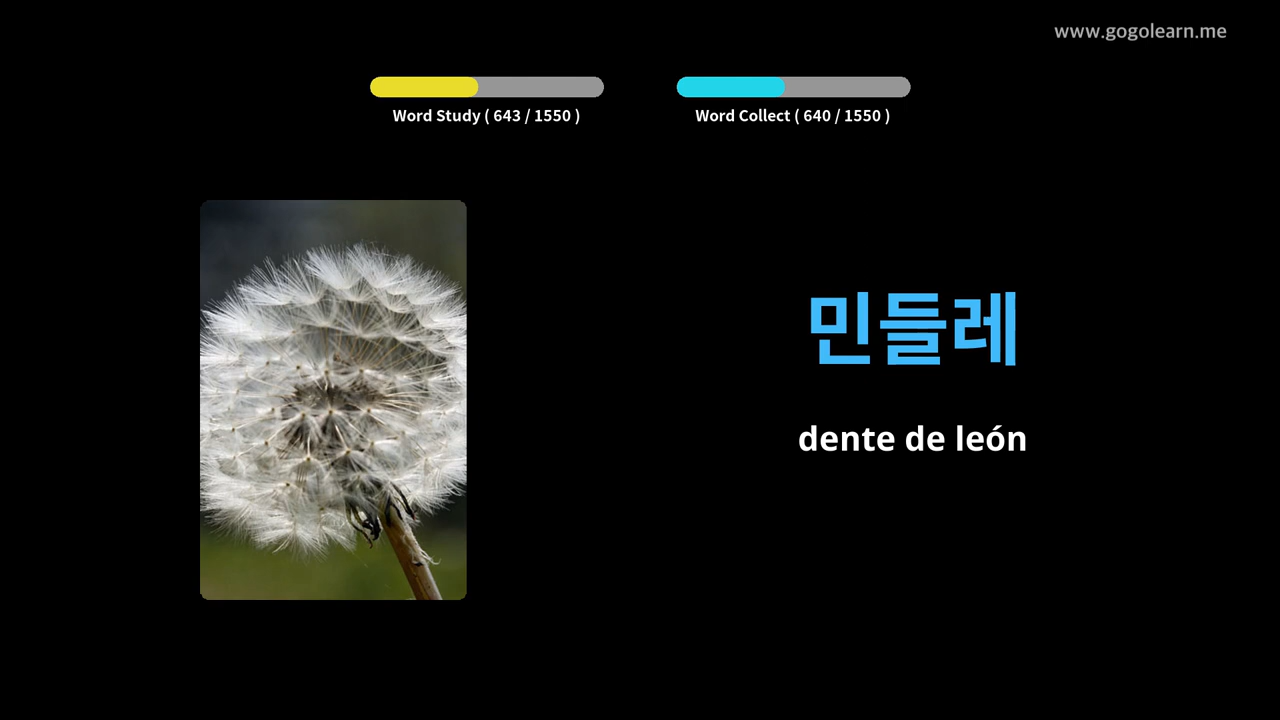 www.gogolearn.me
Word Study ( 643 / 1550 )
Word Collect ( 640 / 1550 )
민들레
dente de león